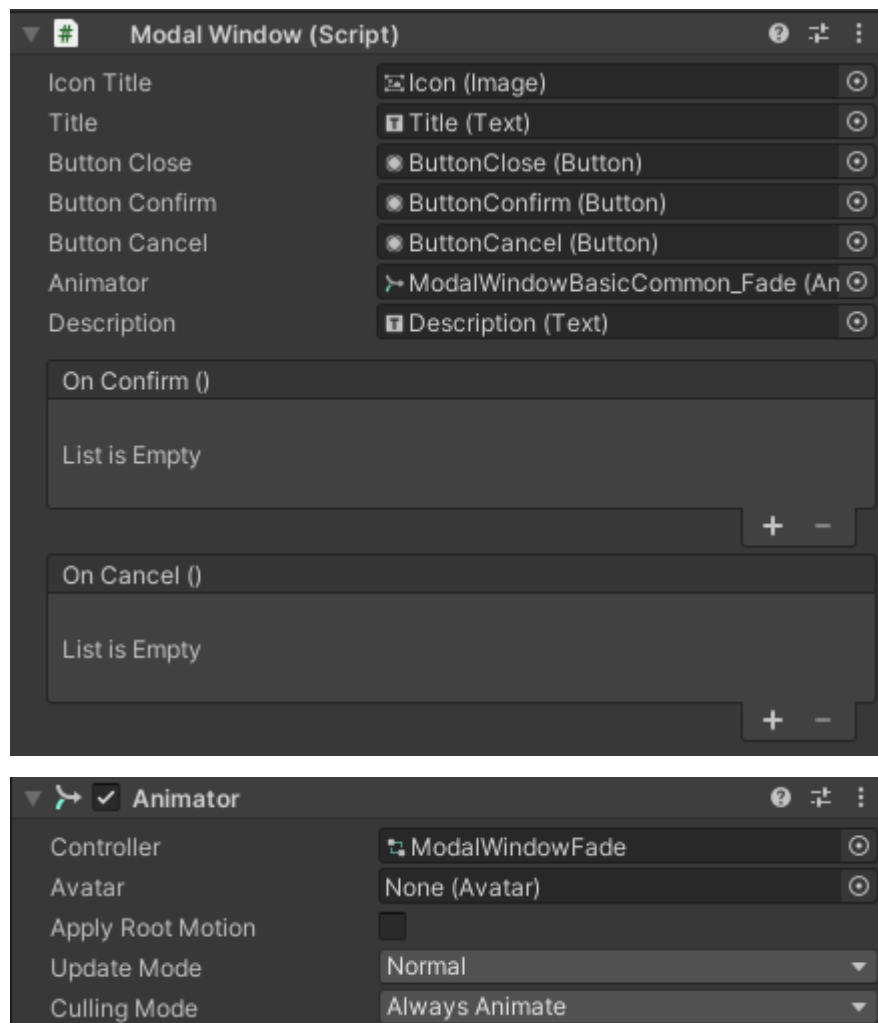 Modal Window (Script)
Icon Title Icon (Image)
Title Title (Text)
Button Close ButtonClose (Button)
Button Confirm ButtonConfirm (Button)
Button Cancel ButtonCancel (Button)
Animator ModalWindowBasicCommon_Fade (An
Description Description (Text)
On Confirm ()
List is Empty
+ −
On Cancel ()
List is Empty
+ −
Animator
Controller ModalWindowFade
Avatar None (Avatar)
Apply Root Motion
Update Mode Normal
Culling Mode Always Animate